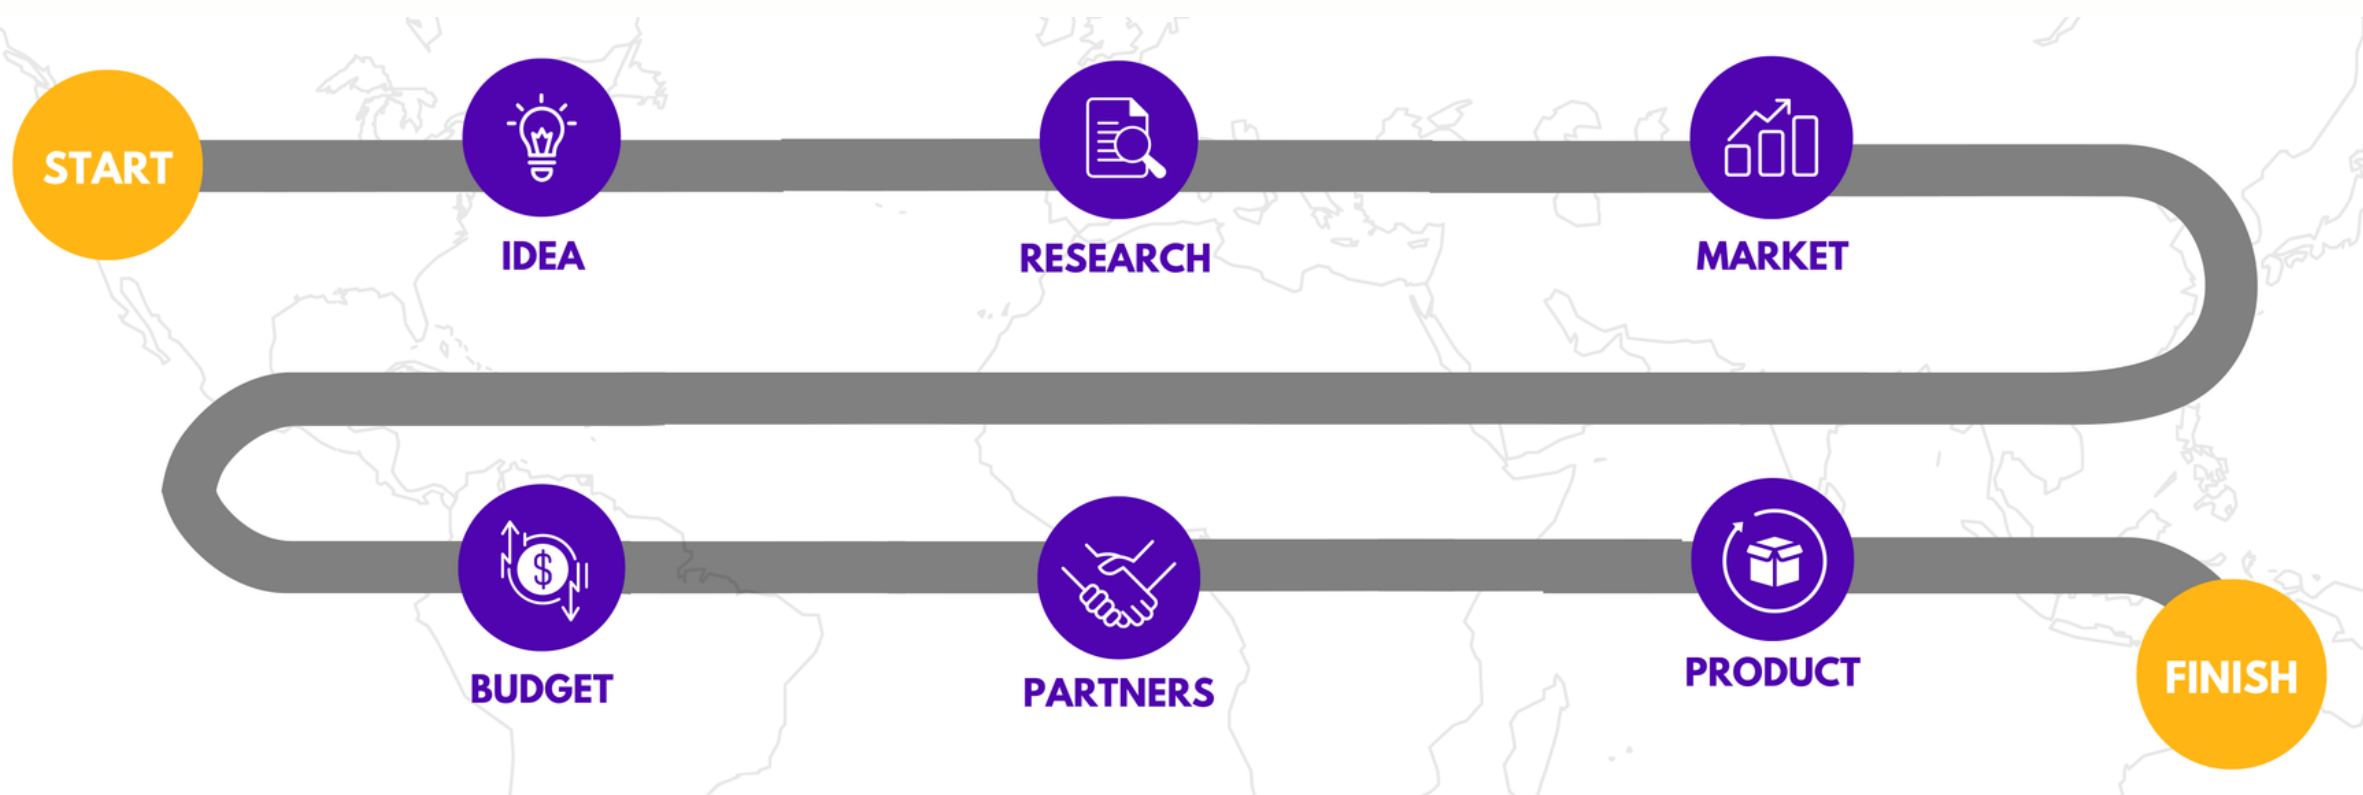 START
IDEA
RESEARCH
MARKET
$
BUDGET
PARTNERS
PRODUCT
FINISH